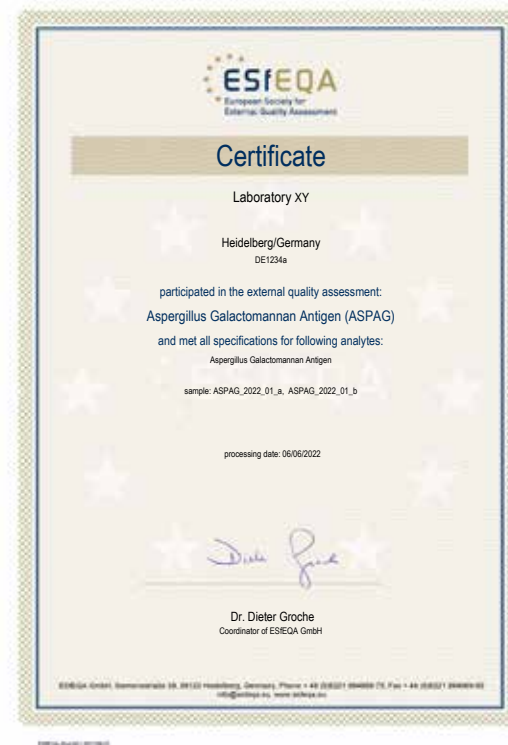 ESfEQA
European Society for
External Quality Assessment
Certificate
Laboratory XY
Heidelberg/Germany
DE1234a
participated in the external quality assessment:
Aspergillus Galactomannan Antigen (ASPAG)
and met all specifications for following analytes:
Aspergillus Galactomannan Antigen
sample: ASPAG_2022_01_a, ASPAG_2022_01_b
processing date: 06/06/2022
Dr. Dieter Groche
Coordinator of ESfEQA GmbH